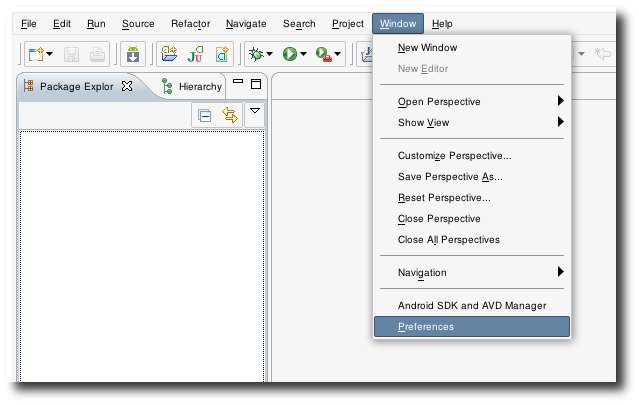 File Edit Run Source Refactor Navigate Search Project Window Help
Package Explor Hierarchy
New Window
New Editor
Open Perspective
Show View
Customize Perspective...
Save Perspective As...
Reset Perspective...
Close Perspective
Close All Perspectives
Navigation
Android SDK and AVD Manager
Preferences